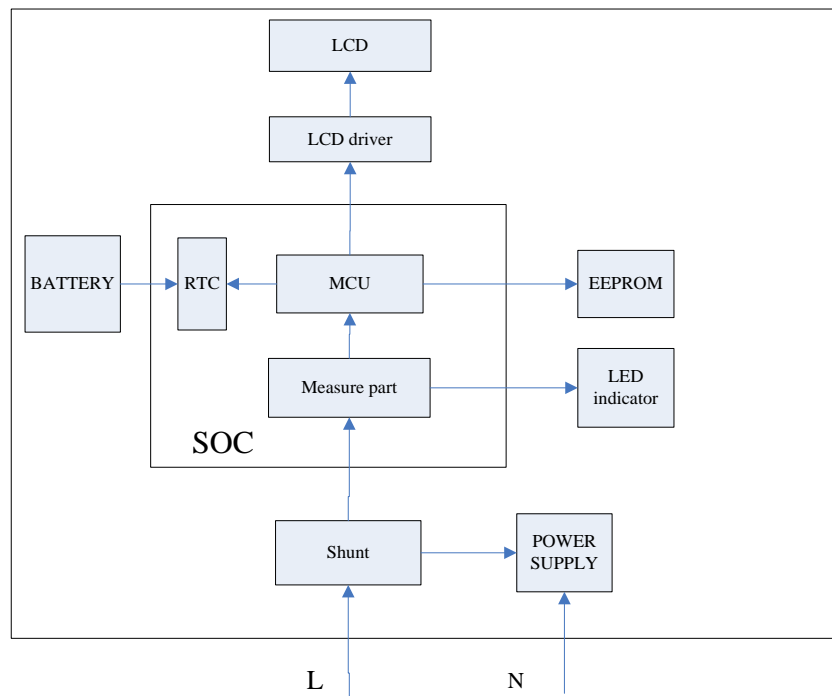 LCD
LCD driver
BATTERY
RTC
MCU
EEPROM
Measure part
LED
indicator
SOC
Shunt
POWER
SUPPLY
L
N